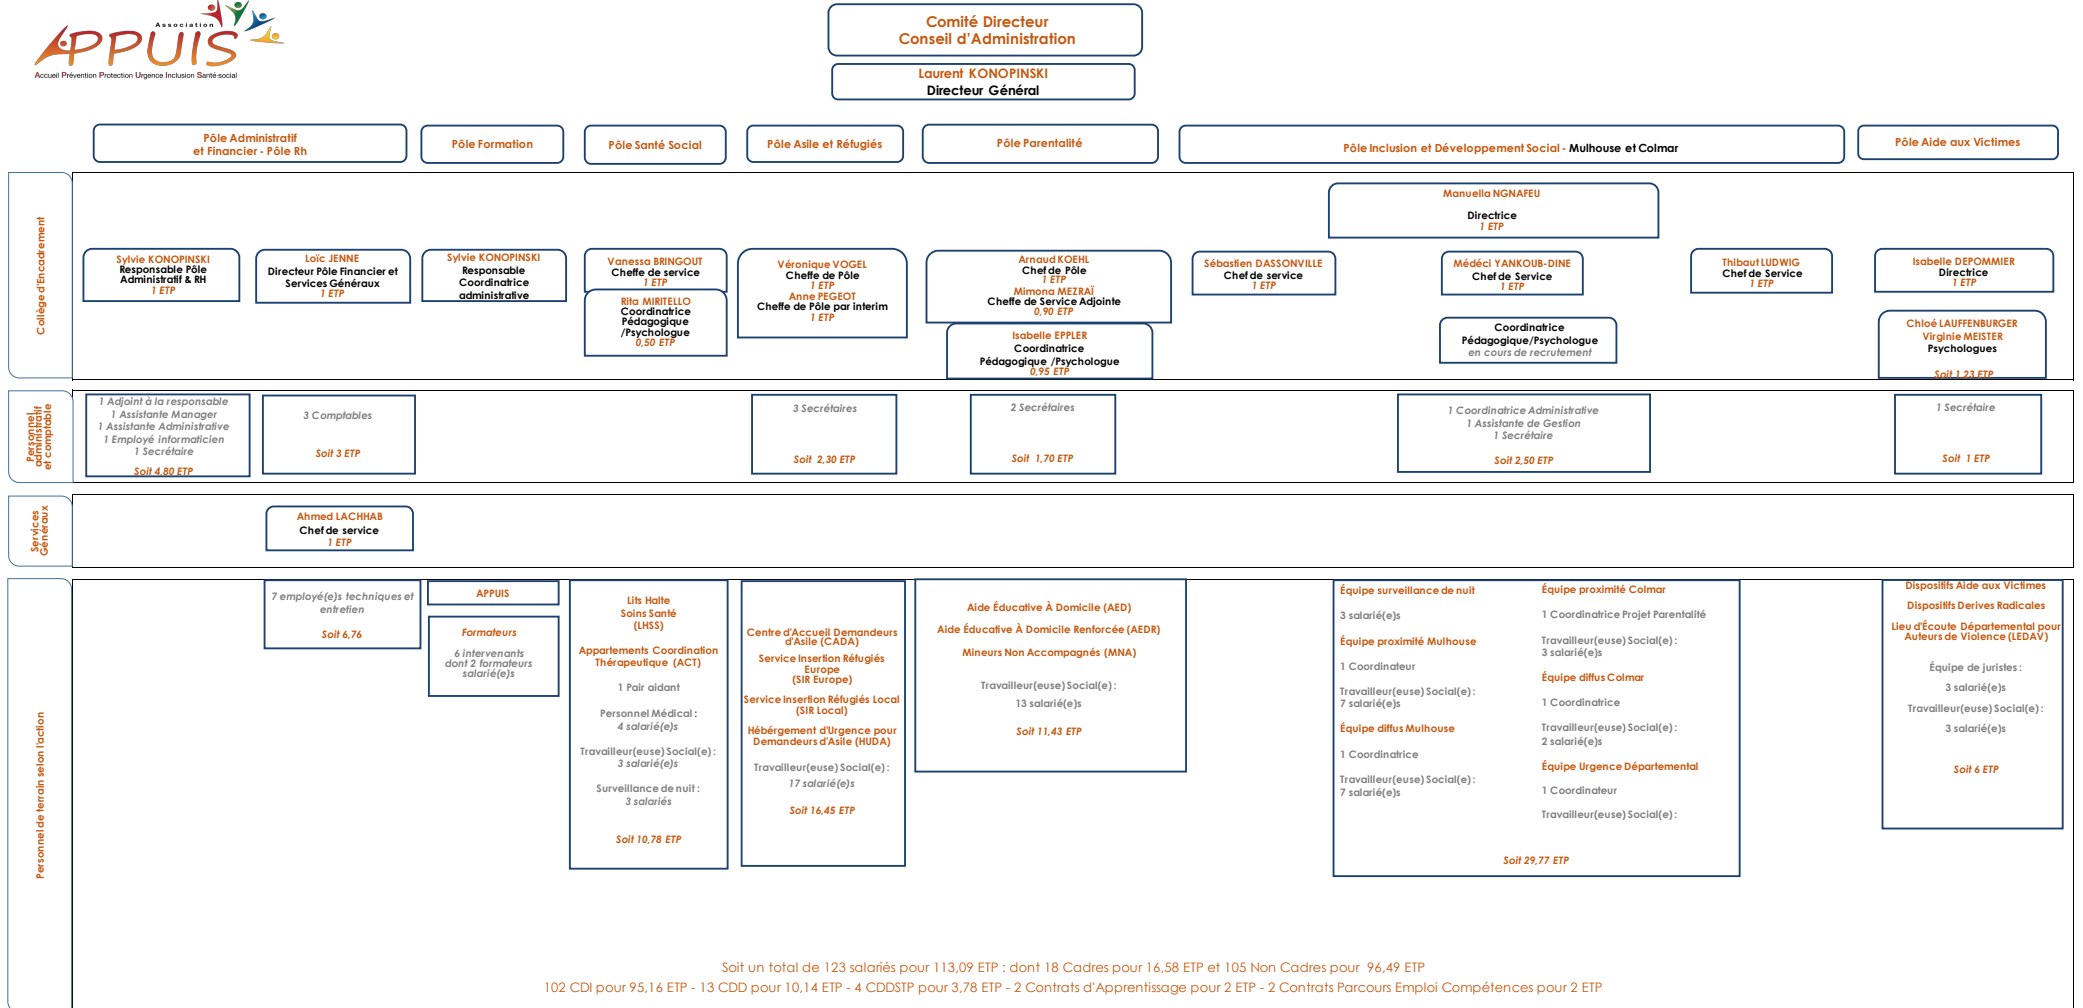 Association
APPUIS
Accueil Prévention Protection Urgence Inclusion Santé-social
Comité Directeur
Conseil d'Administration
Laurent KONOPINSKI
Directeur Général
Pôle Administratif
et Financier - Pôle Rh
Pôle Formation
Pôle Santé Social
Pôle Asile et Réfugiés
Pôle Parentalité
Pôle Inclusion et Développement Social - Mulhouse et Colmar
Pôle Aide aux Victimes
Collège d'Encadrement
Manuella NGNAFEU
Directrice
1 ETP
Sylvie KONOPINSKI
Responsable Pôle
Administratif & RH
1 ETP
Loïc JENNE
Directeur Pôle Financier et
Services Généraux
1 ETP
Sylvie KONOPINSKI
Responsable
Coordinatrice
administrative
Vanessa BRINGOUT
Cheffe de service
1 ETP
Rita MIRITELLO
Coordinatrice
Pédagogique
/Psychologue
0,50 ETP
Véronique VOGEL
Cheffe de Pôle
1 ETP
Anne PEGEOT
Cheffe de Pôle par interim
1 ETP
Arnaud KOEHL
Chef de Pôle
1 ETP
Mimona MEZRAÏ
Cheffe de Service Adjointe
0,90 ETP
Isabelle EPPLER
Coordinatrice
Pédagogique /Psychologue
0,95 ETP
Sébastien DASSONVILLE
Chef de service
1 ETP
Médéci YANKOUB-DINE
Chef de Service
1 ETP
Coordinatrice
Pédagogique/Psychologue
en cours de recrutement
Thibaut LUDWIG
Chef de Service
1 ETP
Isabelle DEPOMMIER
Directrice
1 ETP
Chloé LAUFFENBURGER
Virginie MEISTER
Psychologues
Soit 1,23 ETP
Personnel
administratif
et comptable
1 Adjoint à la responsable
1 Assistante Manager
1 Assistante Administrative
1 Employé informaticien
1 Secrétaire
Soit 4,80 ETP
3 Comptables
Soit 3 ETP
3 Secrétaires
Soit 2,30 ETP
2 Secrétaires
Soit 1,70 ETP
1 Coordinatrice Administrative
1 Assistante de Gestion
1 Secrétaire
Soit 2,50 ETP
1 Secrétaire
Soit 1 ETP
Services
Généraux
Ahmed LACHHAB
Chef de service
1 ETP
Personnel de terrain selon l'action
7 employé(e)s techniques et
entretien
Soit 6,76
APPUIS
Formateurs
6 intervenants
dont 2 formateurs
salarié(e)s
Lits Halte
Soins Santé
(LHSS)
Appartements Coordination
Thérapeutique (ACT)
1 Pair aidant
Personnel Médical :
4 salarié(e)s
Travailleur(euse) Social(e) :
3 salarié(e)s
Surveillance de nuit :
3 salariés
Soit 10,78 ETP
Centre d'Accueil Demandeurs
d'Asile (CADA)
Service Insertion Réfugiés
Europe
(SIR Europe)
Service Insertion Réfugiés Local
(SIR Local)
Hébérgement d'Urgence pour
Demandeurs d'Asile (HUDA)
Travailleur(euse) Social(e) :
17 salarié(e)s
Soit 16,45 ETP
Aide Éducative À Domicile (AED)
Aide Éducative À Domicile Renforcée (AEDR)
Mineurs Non Accompagnés (MNA)
Travailleur(euse) Social(e) :
13 salarié(e)s
Soit 11,43 ETP
Équipe surveillance de nuit
3 salarié(e)s
Équipe proximité Mulhouse
1 Coordinateur
Travailleur(euse) Social(e) :
7 salarié(e)s
Équipe diffus Mulhouse
1 Coordinatrice
Travailleur(euse) Social(e) :
7 salarié(e)s
Équipe proximité Colmar
1 Coordinatrice Projet Parentalité
Travailleur(euse) Social(e) :
3 salarié(e)s
Équipe diffus Colmar
1 Coordinatrice
Travailleur(euse) Social(e) :
2 salarié(e)s
Équipe Urgence Départemental
1 Coordinateur
Travailleur(euse) Social(e) :
Soit 29,77 ETP
Dispositifs Aide aux Victimes
Dispositifs Derives Radicales
Lieu d'Écoute Départemental pour
Auteurs de Violence (LEDAV)
Équipe de juristes :
3 salarié(e)s
Travailleur(euse) Social(e) :
3 salarié(e)s
Soit 6 ETP
Soit un total de 123 salariés pour 113,09 ETP : dont 18 Cadres pour 16,58 ETP et 105 Non Cadres pour 96,49 ETP
102 CDI pour 95,16 ETP - 13 CDD pour 10,14 ETP - 4 CDDSTP pour 3,78 ETP - 2 Contrats d'Apprentissage pour 2 ETP - 2 Contrats Parcours Emploi Compétences pour 2 ETP